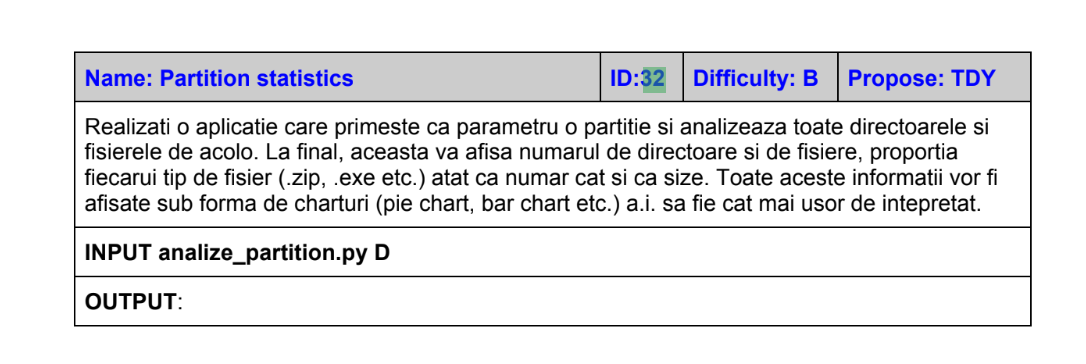 Name: Partition statistics ID:32 Difficulty: B Propose: TDY
Realizati o aplicatie care primeste ca parametru o partitie si analizeaza toate directoarele si
fisierele de acolo. La final, aceasta va afisa numarul de directoare si de fisiere, proportia
fiecarui tip de fisier (.zip, .exe etc.) atat ca numar cat si ca size. Toate aceste informatii vor fi
afisate sub forma de charturi (pie chart, bar chart etc.) a.i. sa fie cat mai usor de intepretat.
INPUT analize_partition.py D
OUTPUT: